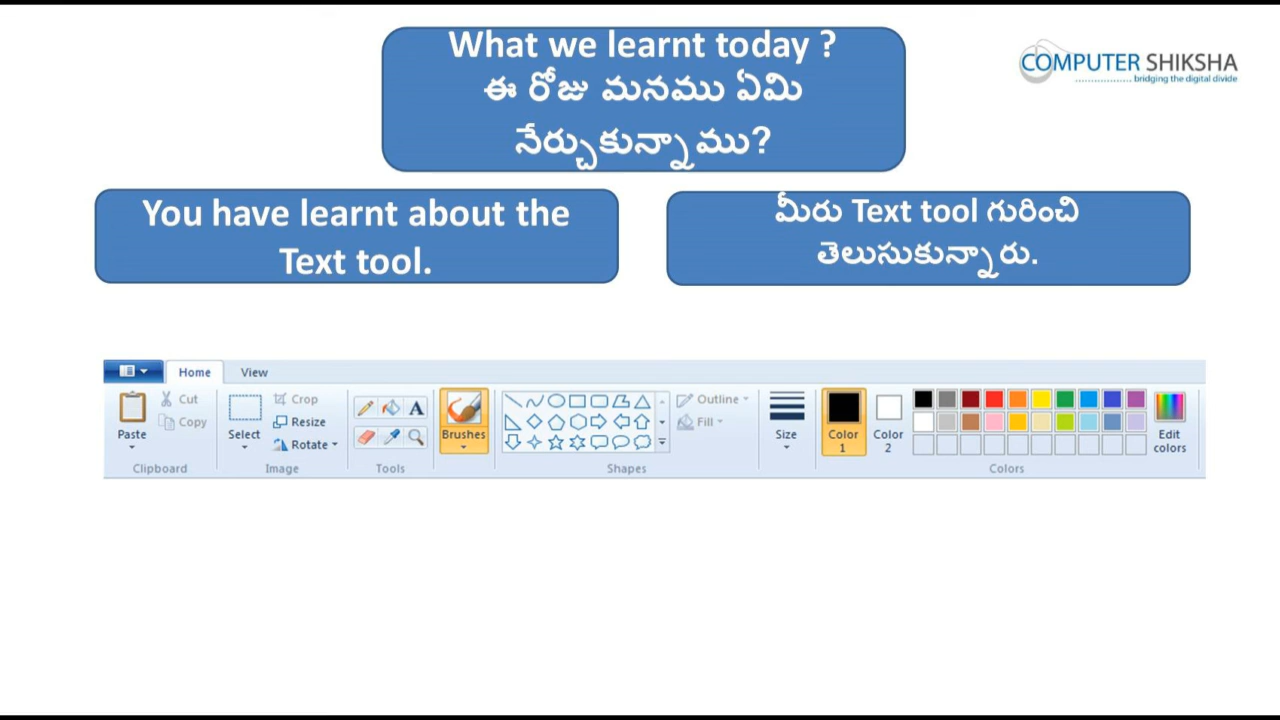 What we learnt today ?
ఈ రోజు మనము ఏమి
నేర్చుకున్నాము?
COMPUTER SHIKSHA
bridging the digital divide
You have learnt about the
Text tool.
మీరు Text tool గురించి
తెలుసుకున్నారు.
Home View
Cut
Copy
Paste
Clipboard
Select
Crop
Resize
Rotate
Image
A
Tools
Brushes
Outline
Fill
Shapes
Size
Color
1
Color
2
Edit
colors
Colors